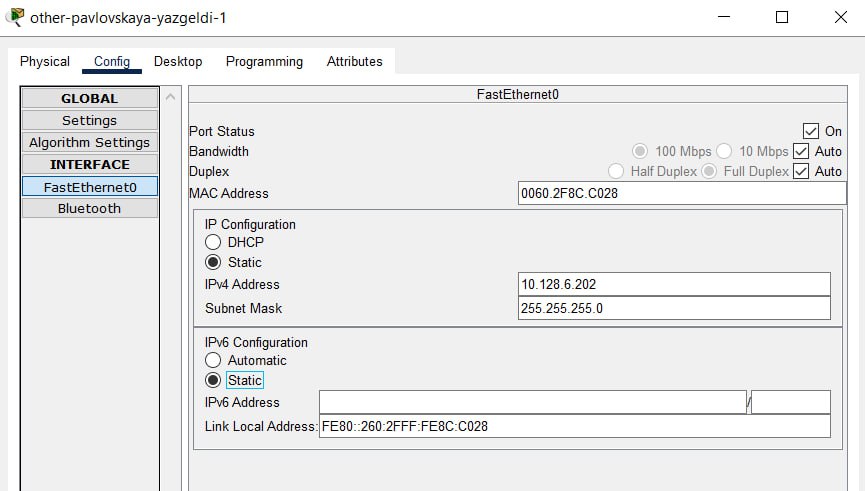 other-pavlovskaya-yazgeldi-1
Physical Config Desktop Programming Attributes
GLOBAL
Settings
Algorithm Settings
INTERFACE
FastEthernet0
Bluetooth
FastEthernet0
Port Status On
Bandwidth 100 Mbps 10 Mbps Auto
Duplex Half Duplex Full Duplex Auto
MAC Address 0060.2F8C.C028
IP Configuration
DHCP
Static
IPv4 Address 10.128.6.202
Subnet Mask 255.255.255.0
IPv6 Configuration
Automatic
Static
IPv6 Address /
Link Local Address: FE80::260:2FFF:FE8C:C028